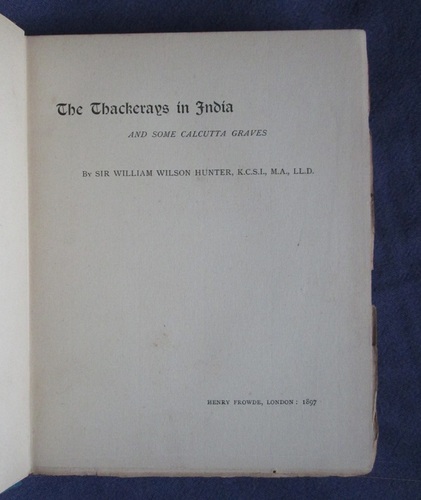 The Thackerays in India
AND SOME CALCUTTA GRAVES
By SIR WILLIAM WILSON HUNTER, K.C.S.I., M.A., LL.D.
HENRY FROWDE, LONDON: 1897